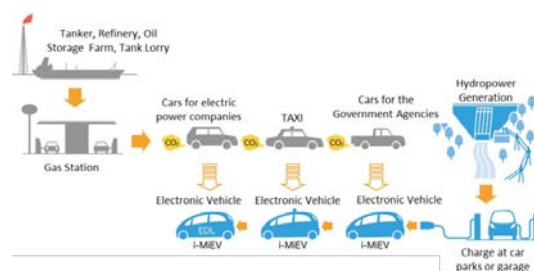 Tanker, Refinery, Oil
Storage Farm, Tank Lorry
Gas Station
Cars for electric
power companies
TAXI
Cars for the
Government Agencies
Hydropower
Generation
CO₂
CO₂
CO₂
Electronic Vehicle
Electronic Vehicle
Electronic Vehicle
EDL
i-MiEV
i-MiEV
i-MiEV
Charge at car
parks or garage